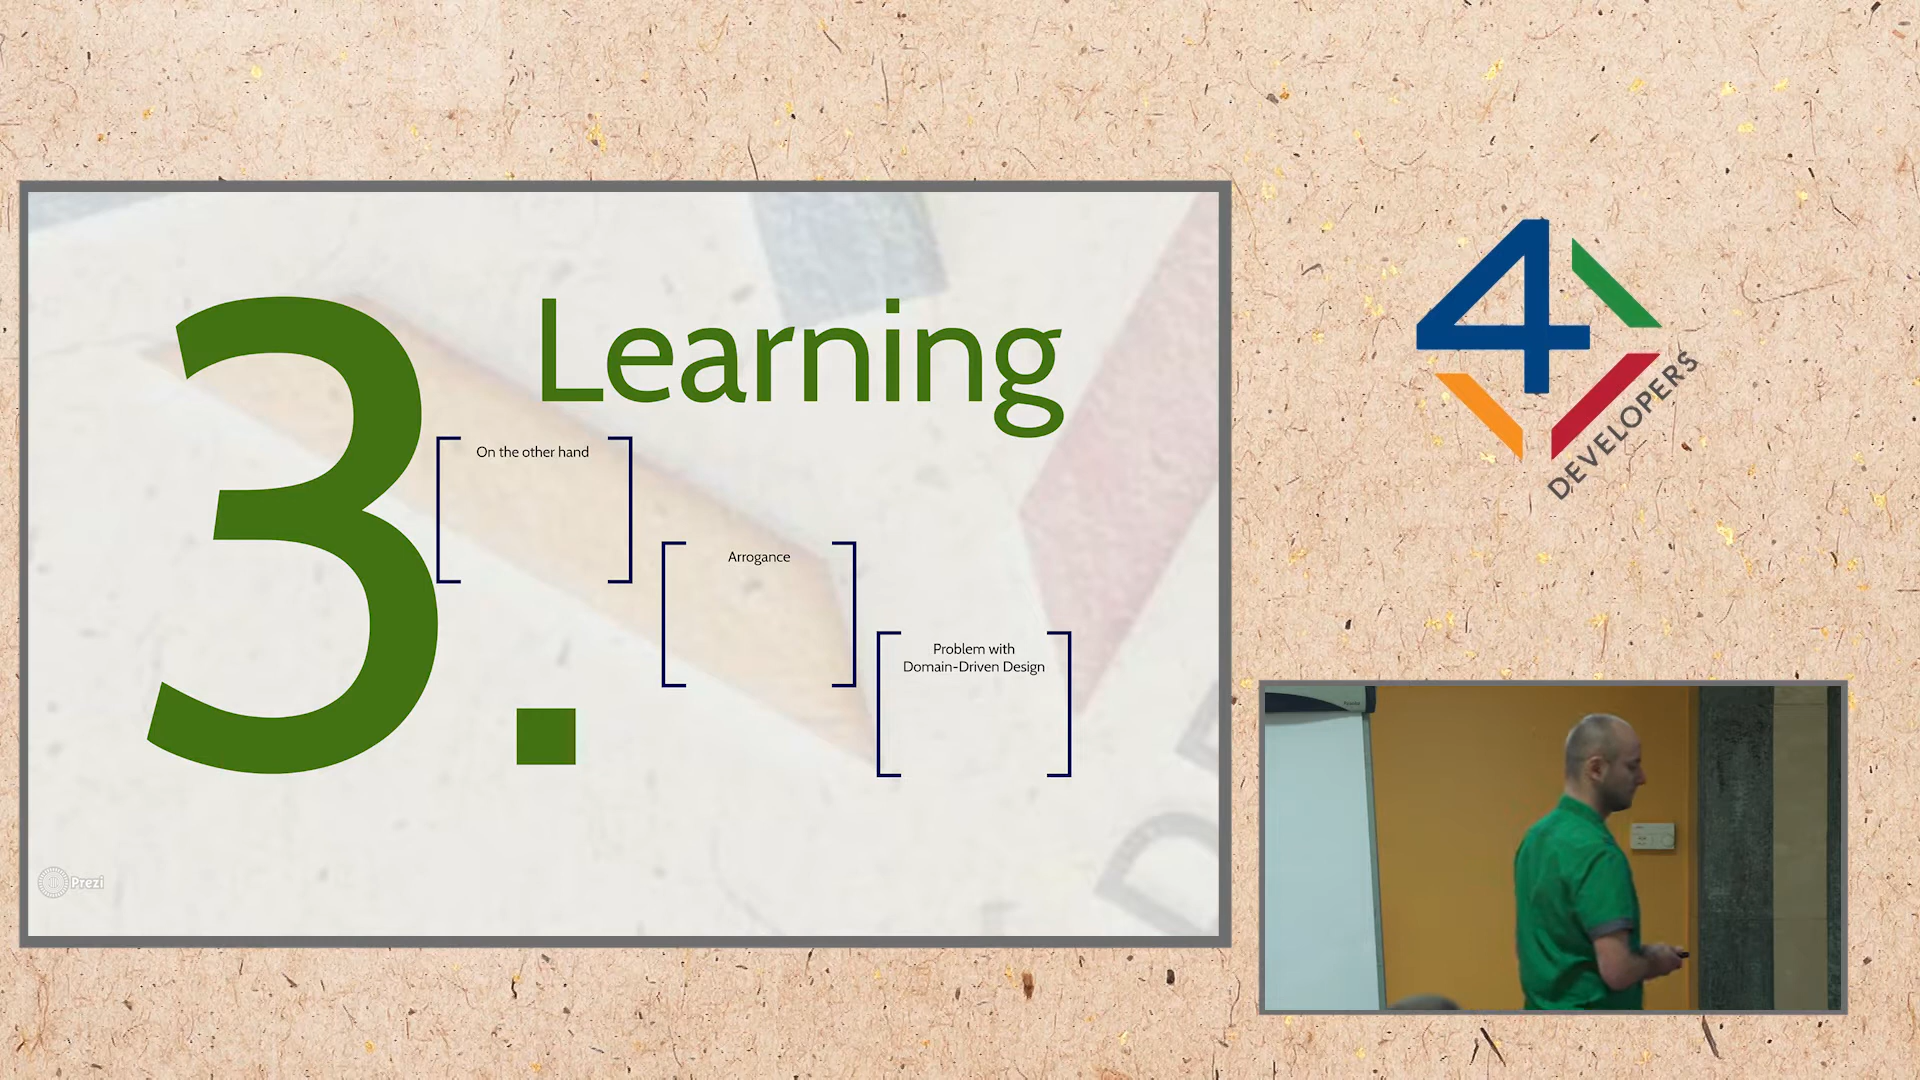 3.
Learning
On the other hand
Arrogance
Problem with
Domain-Driven Design
Prezi
4
DEVELOPERS